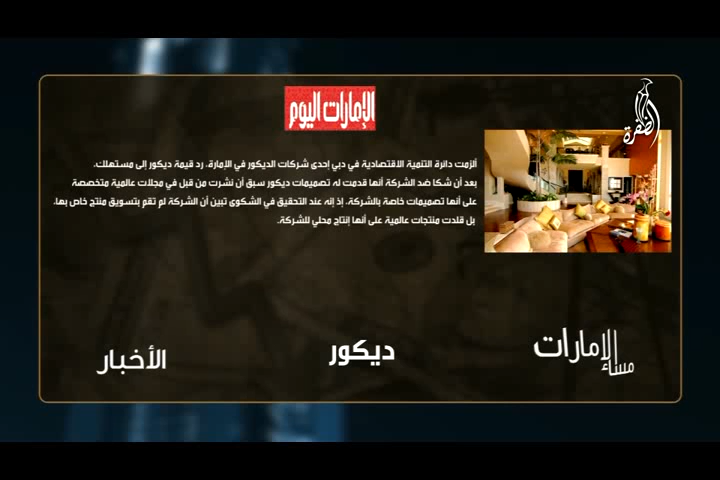 الإمارات اليوم
الظفرة
ألزمت دائرة التنمية الاقتصادية في دبي إحدى شركات الديكور في الإمارة، رد قيمة ديكور إلى مستهلك،
بعد أن شكا ضد الشركة أنها قدمت له تصميمات ديكور سبق أن نشرت من قبل في مجلات عالمية متخصصة
على أنها تصميمات خاصة بالشركة، إذ إنه عند التحقيق في الشكوى تبين أن الشركة لم تقم بتسويق منتج خاص بها،
بل قلدت منتجات عالمية على أنها إنتاج محلي للشركة.
مساء الإمارات
ديكور
الأخبار